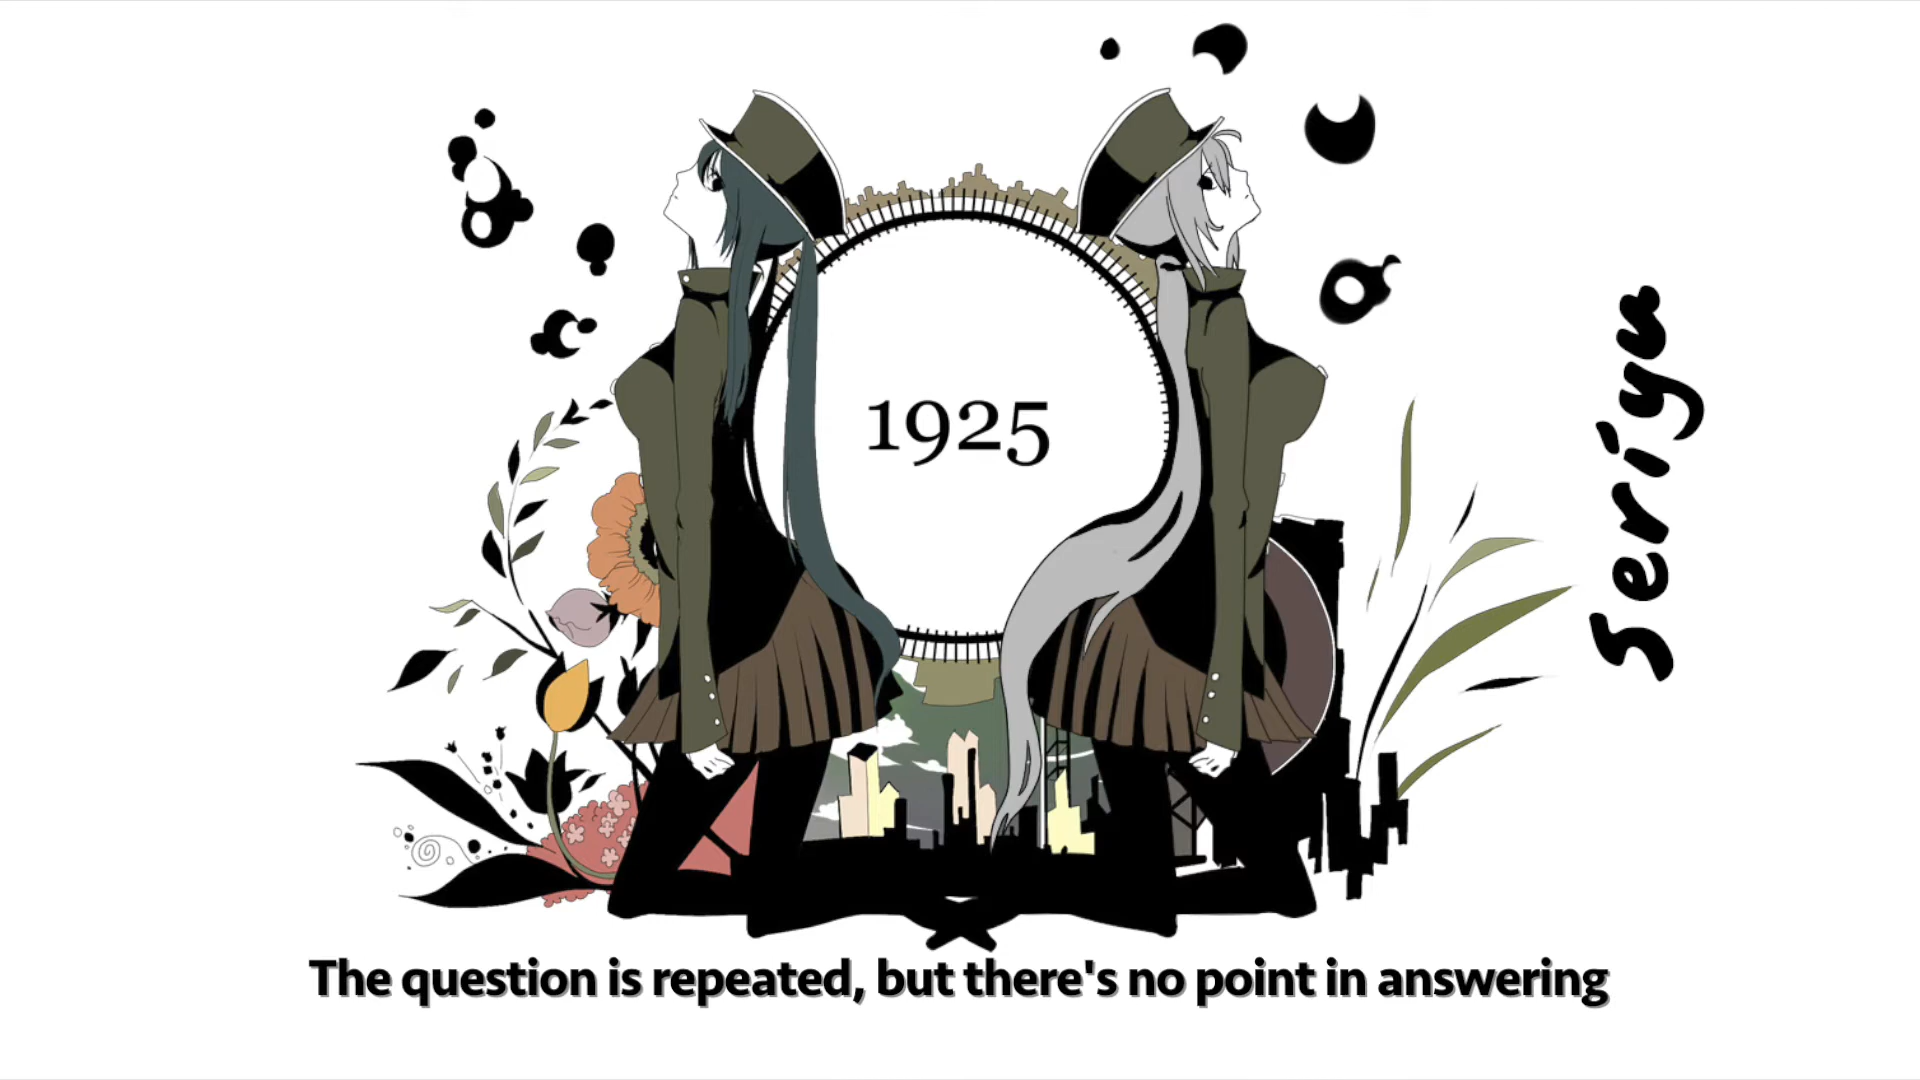 1925
Seriyu
The question is repeated, but there's no point in answering